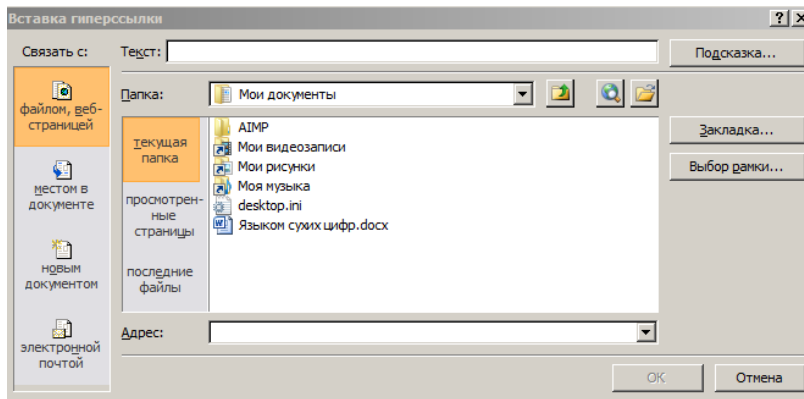 Вставка гиперссылки
Связать с:
Текст:
Подсказка...
файлом, веб-
страницей
Папка:
Мои документы
текущая
папка
AIMP
Мои видеозаписи
Мои рисунки
Моя музыка
desktop.ini
Языком сухих цифр.docx
Закладка...
Выбор рамки...
местом в
документе
просмотрен-
ные
страницы
новым
документом
последние
файлы
Адрес:
электронной
почтой
OK
Отмена